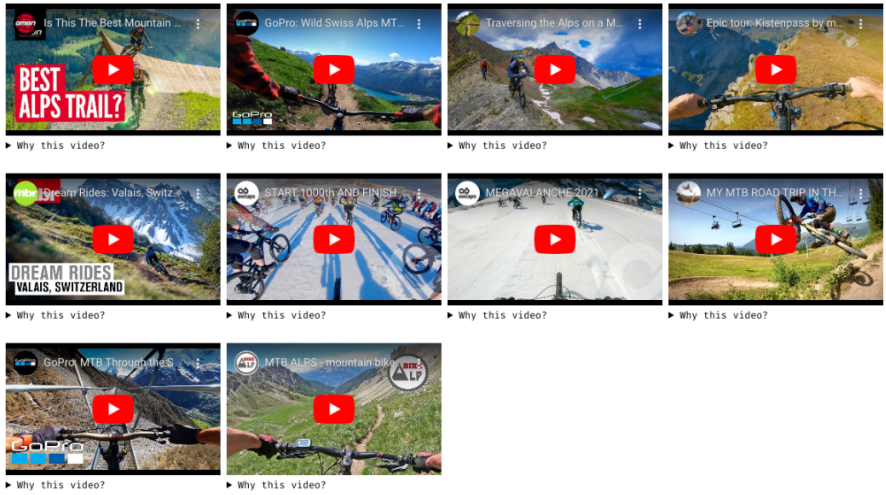 Is This The Best Mountain ...
BEST
ALPS TRAIL?
Why this video?
GoPro: Wild Swiss Alps MT...
GoPro
Why this video?
Traversing the Alps on a M...
Why this video?
Epic tour: Kistenpass by m...
Why this video?
mbr
Dream Rides: Valais, Switz...
DREAM RIDES
VALAIS, SWITZERLAND
Why this video?
START 1000th AND FINISH...
Why this video?
MEGAVALANCHE 2021 ...
Why this video?
MY MTB ROAD TRIP IN TH...
Why this video?
GoPro: MTB Through the S...
GoPro
Why this video?
MTB ALPS - mountain bike...
Why this video?